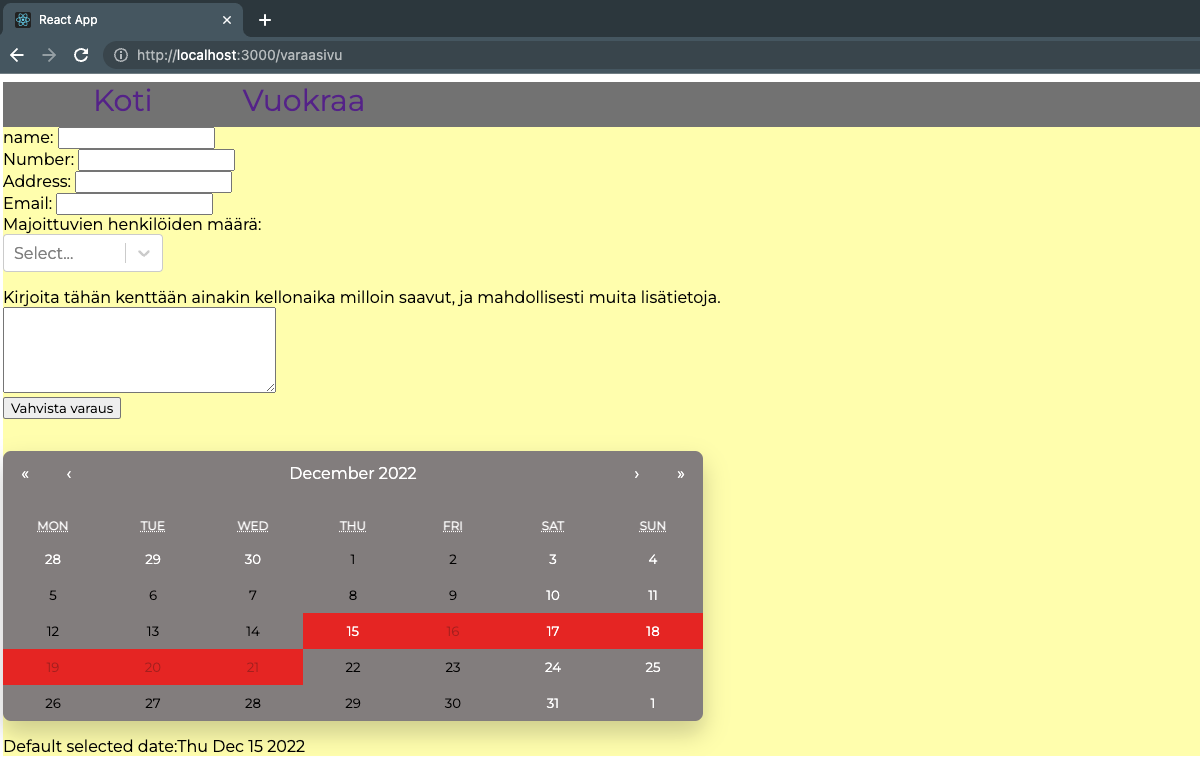 React App
http://localhost:3000/varaasivu
Koti Vuokraa
name:
Number:
Address:
Email:
Majoittuvien henkilöiden määrä:
Select...
Kirjoita tähän kenttään ainakin kellonaika milloin saavut, ja mahdollisesti muita lisätietoja.
Vahvista varaus
« ‹ December 2022 › »
MON TUE WED THU FRI SAT SUN
28 29 30 1 2 3 4
5 6 7 8 9 10 11
12 13 14 15 16 17 18
19 20 21 22 23 24 25
26 27 28 29 30 31 1
Default selected date:Thu Dec 15 2022